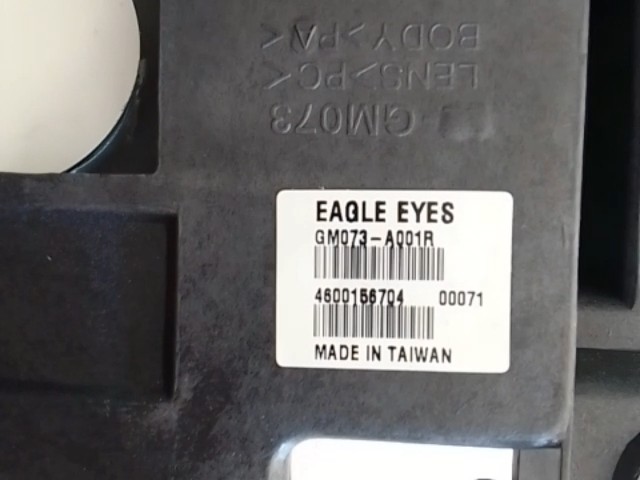 BODY>PA<
LENS>PC<
GM073
EAGLE EYES
GM073-A001R
4600156704 00071
MADE IN TAIWAN